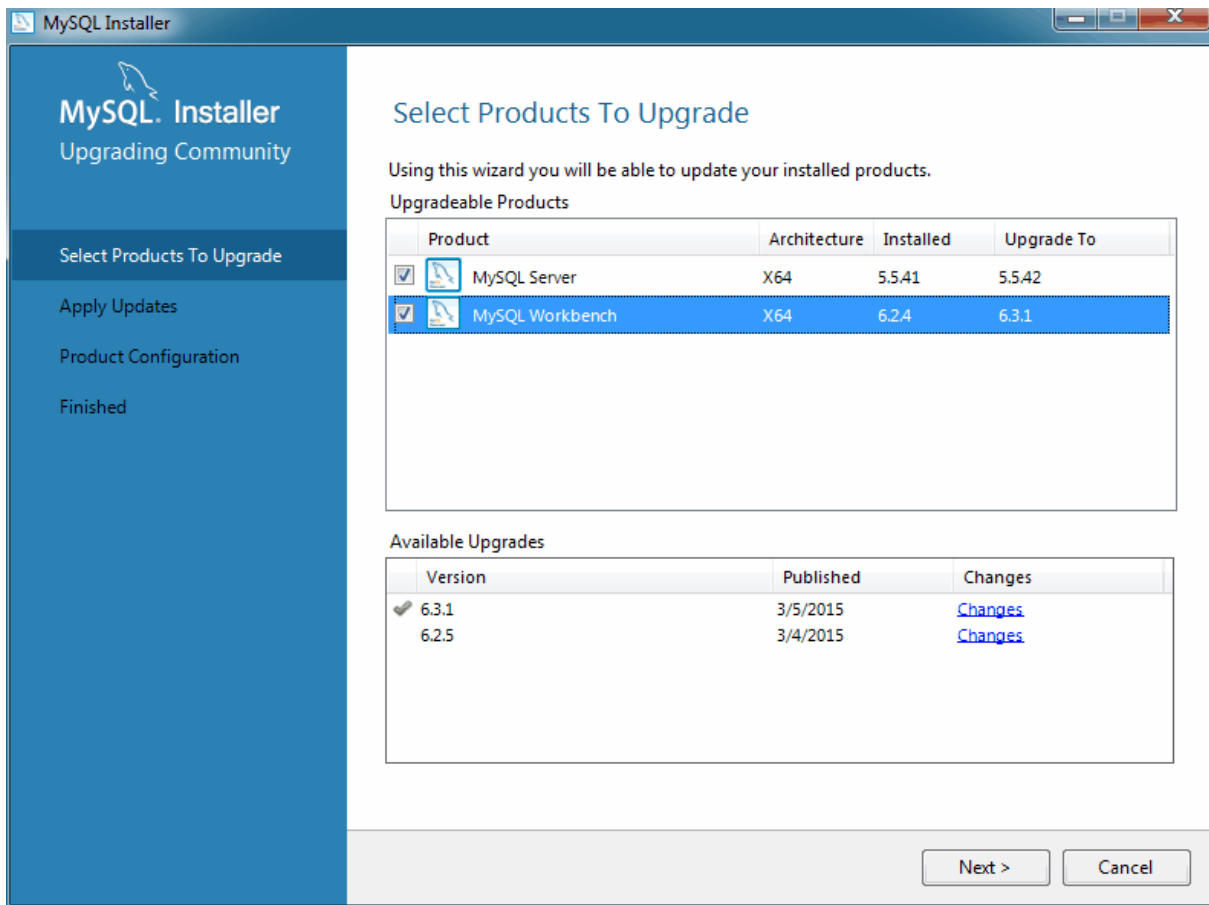 MySQL Installer
MySQL. Installer
Upgrading Community
Select Products To Upgrade
Apply Updates
Product Configuration
Finished
Select Products To Upgrade
Using this wizard you will be able to update your installed products.
Upgradeable Products
Product Architecture Installed Upgrade To
MySQL Server X64 5.5.41 5.5.42
MySQL Workbench X64 6.2.4 6.3.1
Available Upgrades
Version Published Changes
6.3.1 3/5/2015 Changes
6.2.5 3/4/2015 Changes
Next > Cancel